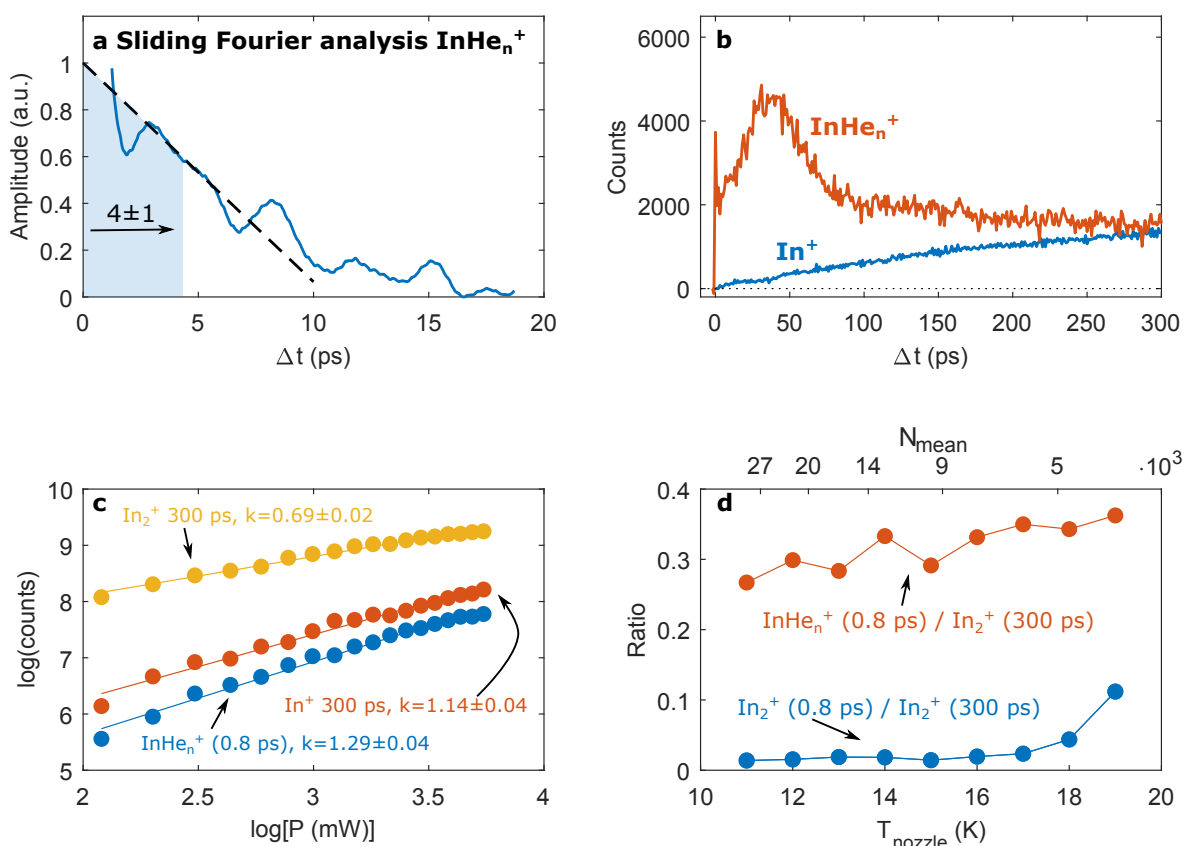 a Sliding Fourier analysis InHeₙ⁺
1
0.8
0.6
0.4
0.2
0
Amplitude (a.u.)
4±1
0 5 10 15 20
Δt (ps)
b
6000
4000
2000
0
Counts
InHeₙ⁺
In⁺
0 50 100 150 200 250 300
Δt (ps)
c
10
9
8
7
6
5
log(counts)
In₂⁺ 300 ps, k=0.69±0.02
In⁺ 300 ps, k=1.14±0.04
InHeₙ⁺ (0.8 ps), k=1.29±0.04
2 2.5 3 3.5 4
log[P (mW)]
N_mean
27 20 14 9 5 ·10³
d
0.4
0.3
0.2
0.1
0
Ratio
InHeₙ⁺ (0.8 ps) / In₂⁺ (300 ps)
In₂⁺ (0.8 ps) / In₂⁺ (300 ps)
10 12 14 16 18 20
T_nozzle (K)